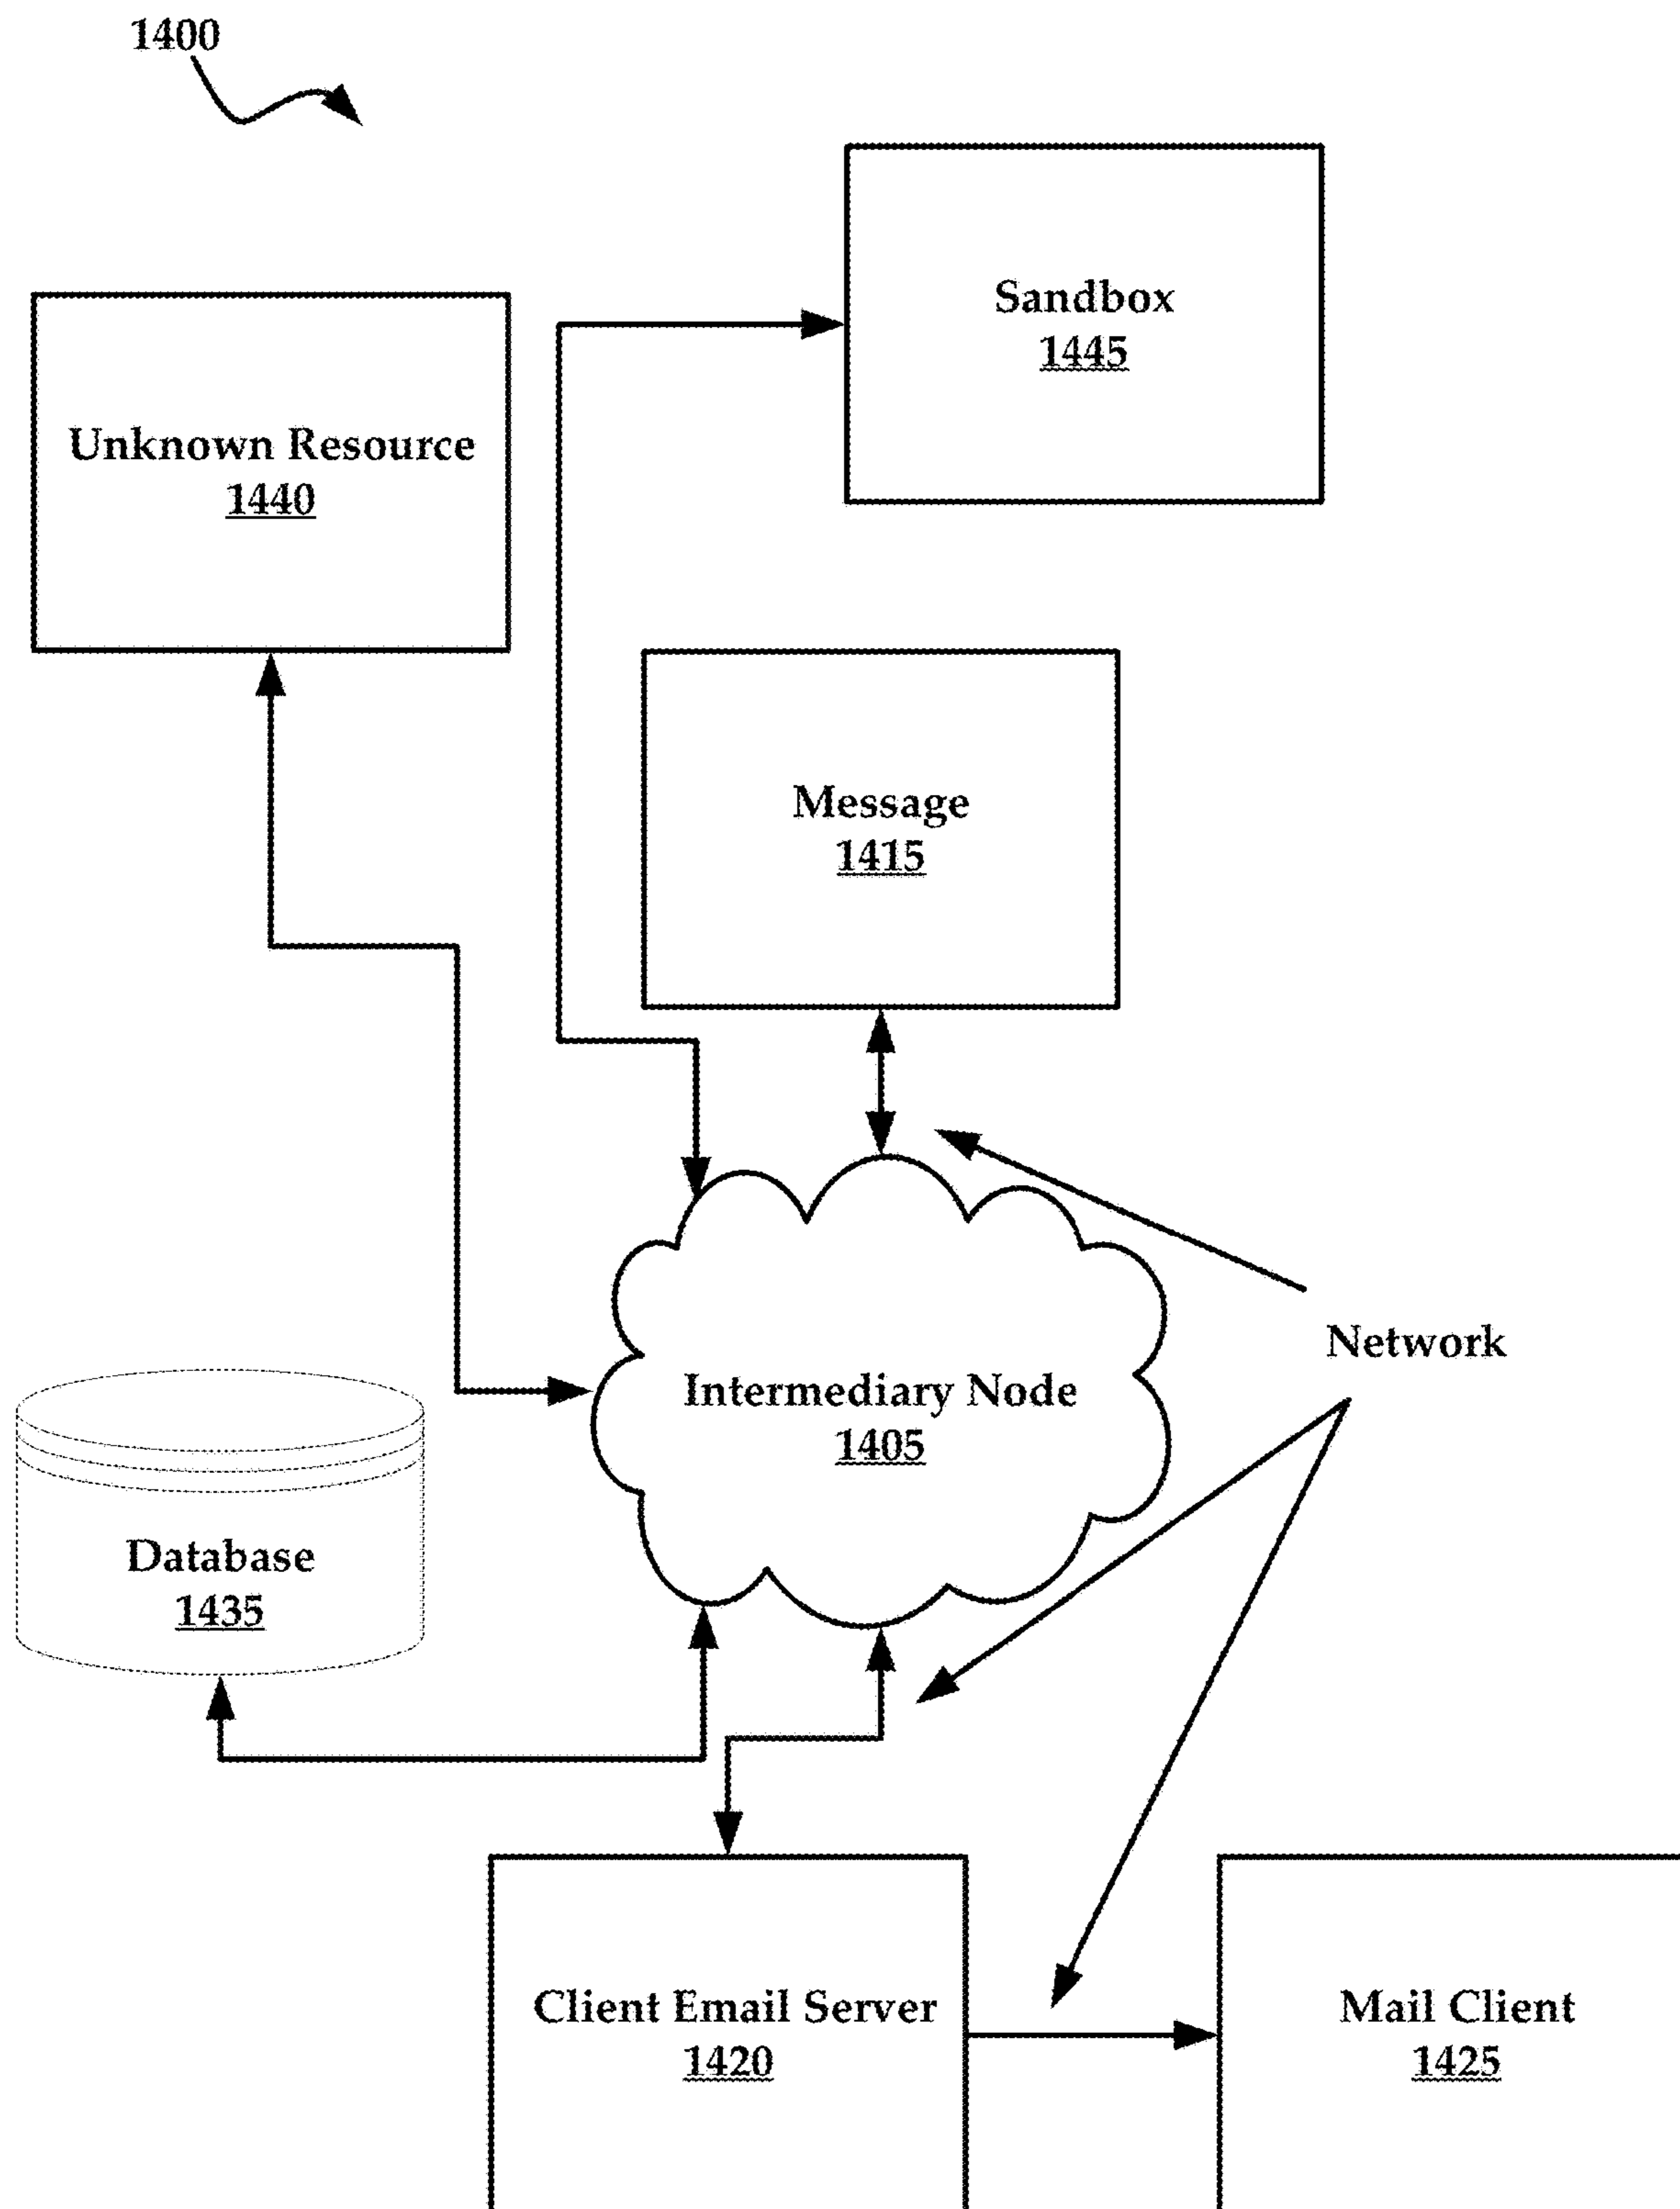 1400
Sandbox
1445
Unknown Resource
1440
Message
1415
Network
Intermediary Node
1405
Database
1435
Client Email Server
1420
Mail Client
1425